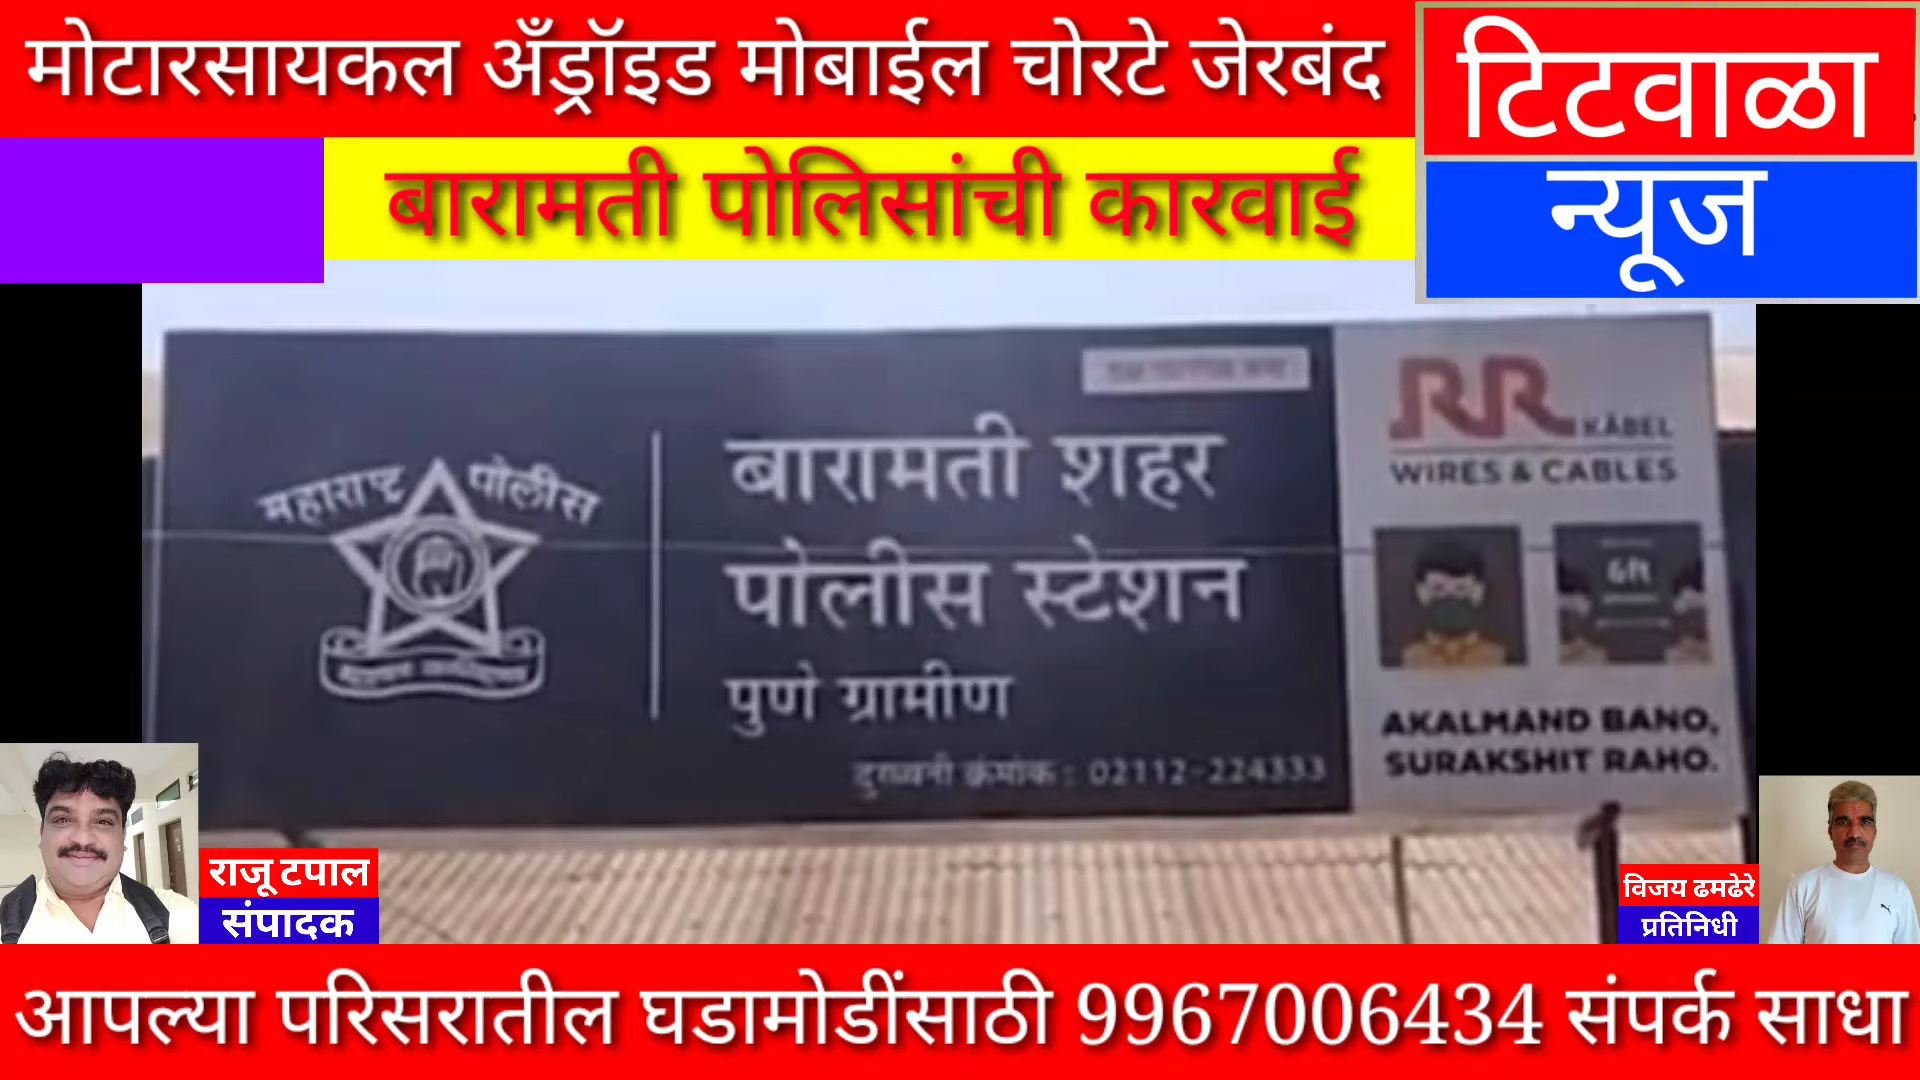 मोटारसायकल अँड्रॉइड मोबाईल चोरटे जेरबंद
टिटवाळा
न्यूज
बारामती पोलिसांची कारवाई
महाराष्ट्र पोलीस
बारामती शहर
पोलीस स्टेशन
पुणे ग्रामीण
दुरध्वनी क्रंमांक : 02112-224333
RR KABEL
WIRES & CABLES
6ft
AKALMAND BANO,
SURAKSHIT RAHO.
राजू टपाल
संपादक
विजय ढमढेरे
प्रतिनिधी
आपल्या परिसरातील घडामोडींसाठी 9967006434 संपर्क साधा